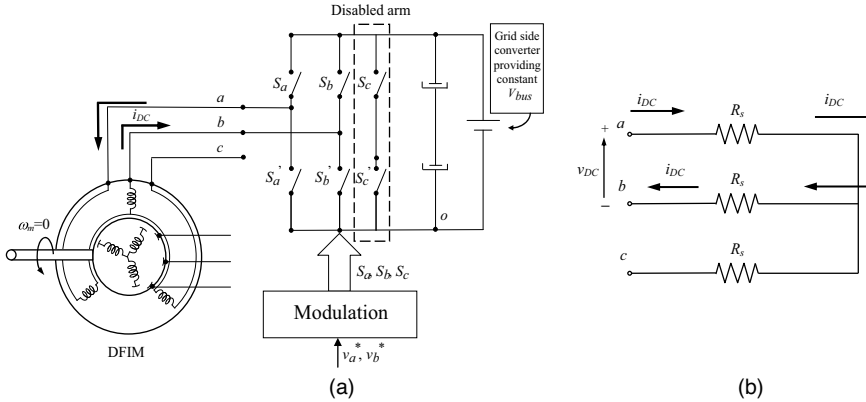 Disabled arm
Grid side
converter
providing
constant
V_bus
S_a
S_b
S_c
a
i_DC
b
c
S_a'
S_b'
S_c'
o
ω_m=0
S_a, S_b, S_c
Modulation
v_a*, v_b*
DFIM
(a)
i_DC
R_s
i_DC
+
a
v_DC
i_DC
R_s
b
−
R_s
c
(b)